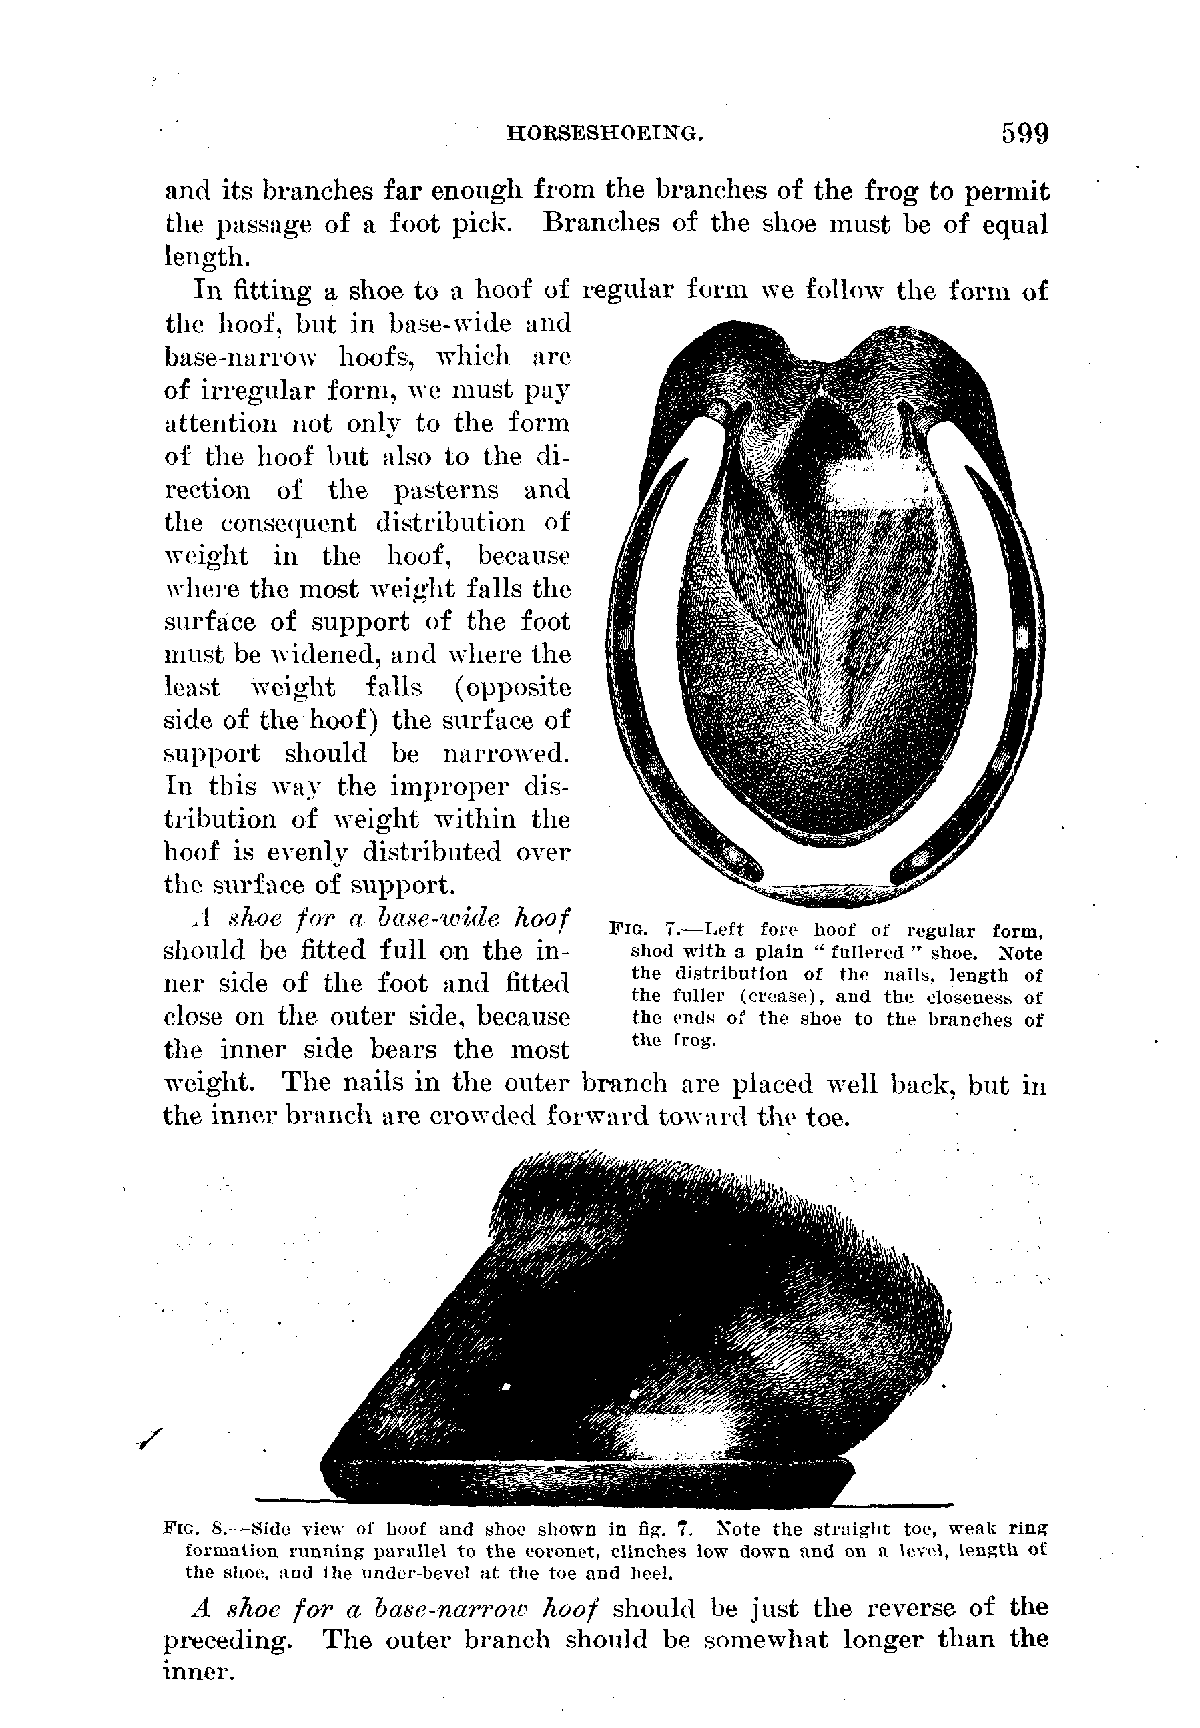 HORSESHOEING. 599
and its branches far enough from the branches of the frog to permit
the passage of a foot pick. Branches of the shoe must be of equal
length.
In fitting a shoe to a hoof of regular form we follow the form of
the hoof, but in base-wide and
base-narrow hoofs, which are
of irregular form, we must pay
attention not only to the form
of the hoof but also to the di-
rection of the pasterns and
the consequent distribution of
weight in the hoof, because
where the most weight falls the
surface of support of the foot
must be widened, and where the
least weight falls (opposite
side of the hoof) the surface of
support should be narrowed.
In this way the improper dis-
tribution of weight within the
hoof is evenly distributed over
the surface of support.
A shoe for a base-wide hoof
should be fitted full on the in-
ner side of the foot and fitted
close on the outer side, because
the inner side bears the most
weight. The nails in the outer branch are placed well back, but in
the inner branch are crowded forward toward the toe.
FIG. 7.—Left fore hoof of regular form,
shod with a plain “fullered” shoe. Note
the distribution of the nails, length of
the fuller (crease), and the closeness of
the ends of the shoe to the branches of
the frog.
FIG. 8.—Side view of hoof and shoe shown in fig. 7. Note the straight toe, weak ring
formation running parallel to the coronet, clinches low down and on a level, length of
the shoe, and the under-bevel at the toe and heel.
A shoe for a base-narrow hoof should be just the reverse of the
preceding. The outer branch should be somewhat longer than the
inner.